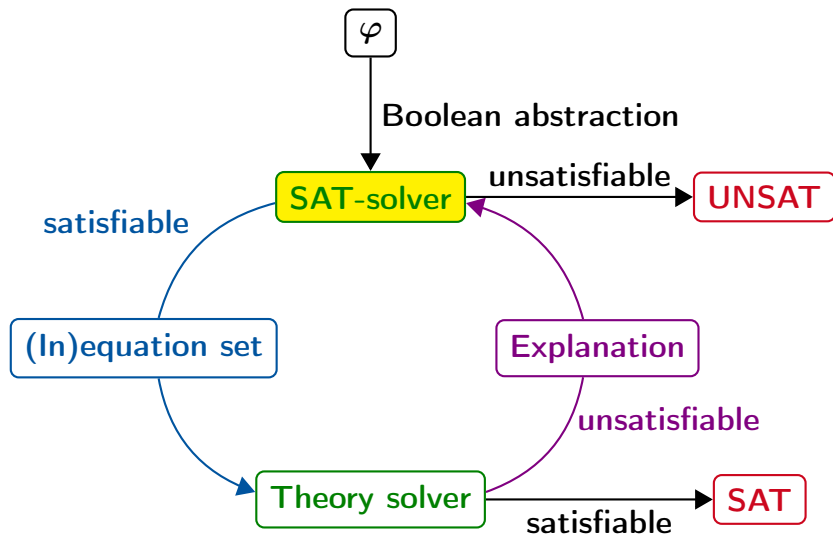 φ
Boolean abstraction
SAT-solver
unsatisfiable
UNSAT
satisfiable
(In)equation set
Explanation
unsatisfiable
Theory solver
satisfiable
SAT